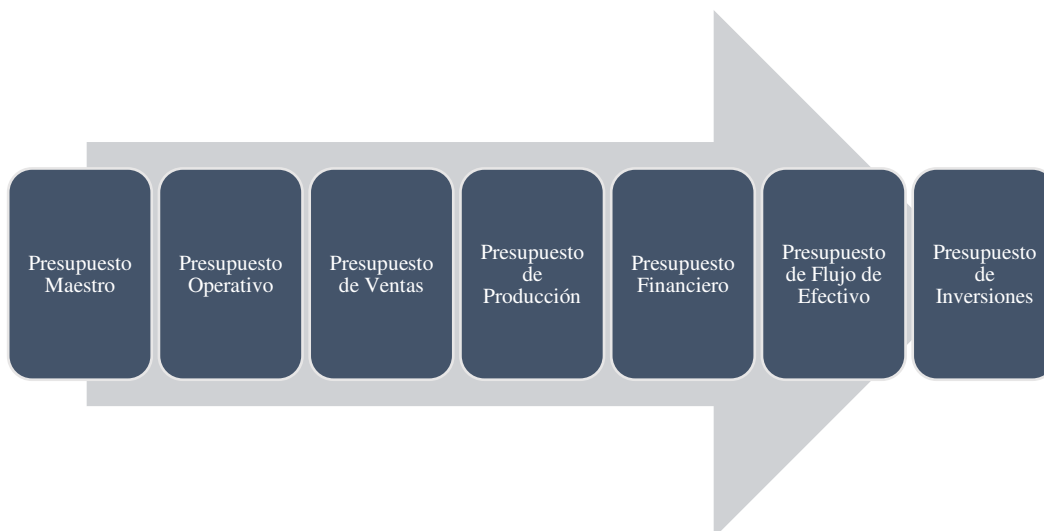 Presupuesto
Maestro
Presupuesto
Operativo
Presupuesto
de Ventas
Presupuesto
de
Producción
Presupuesto
Financiero
Presupuesto
de Flujo de
Efectivo
Presupuesto
de
Inversiones